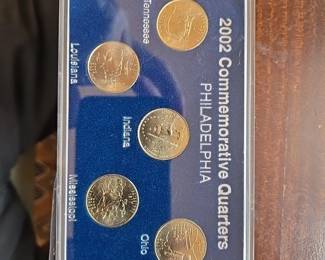 2002 Commemorative Quarters
PHILADELPHIA
Tennessee
Louisiana
Indiana
Mississippi
Ohio